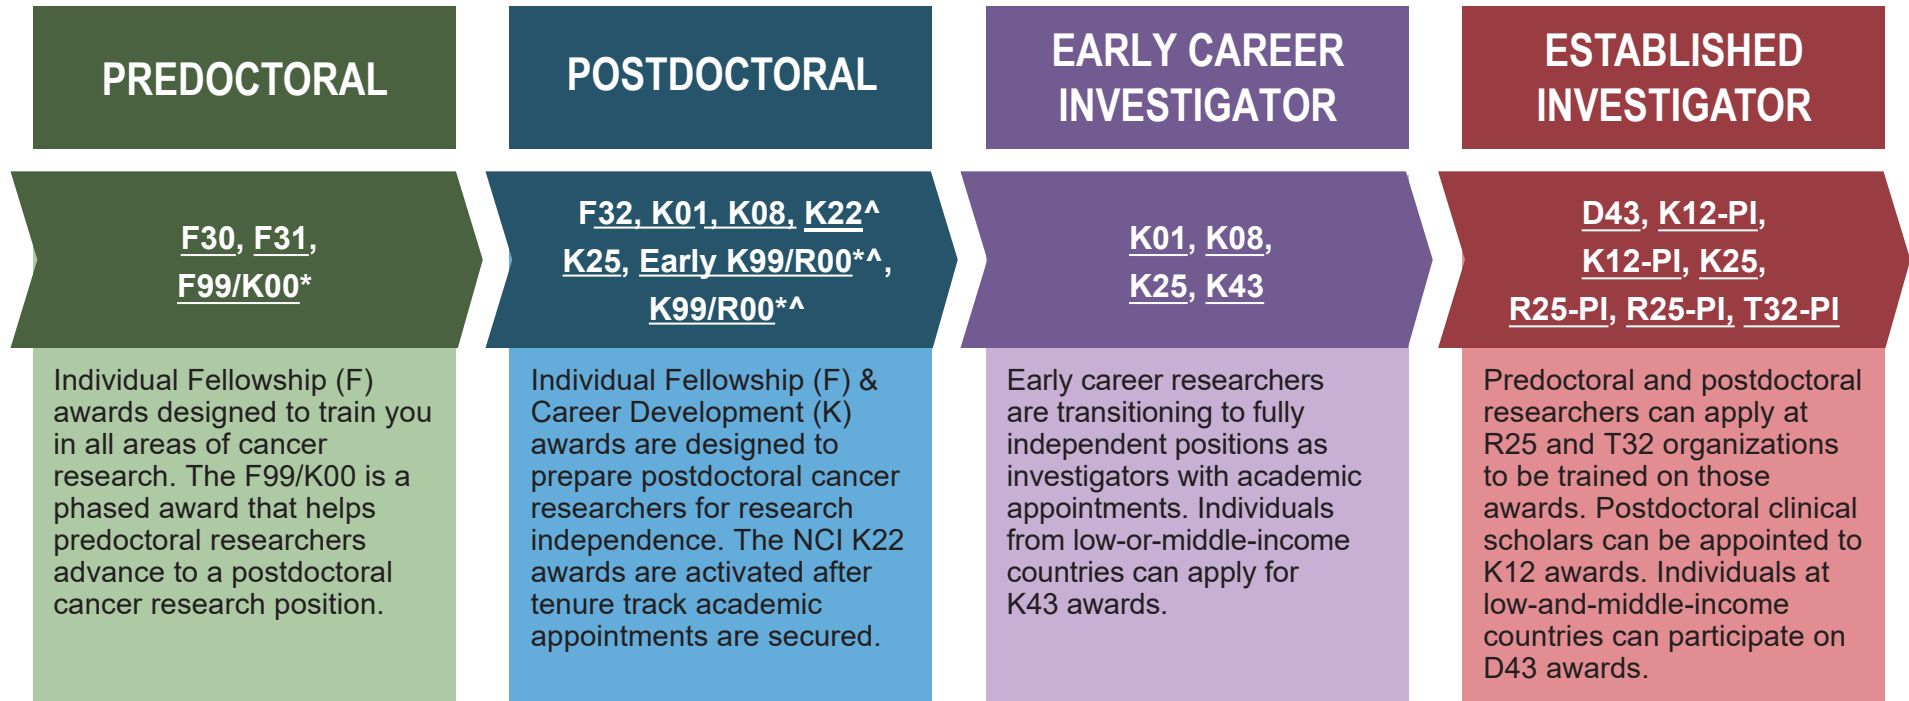 PREDOCTORAL
F30, F31,
F99/K00*
Individual Fellowship (F)
awards designed to train you
in all areas of cancer
research. The F99/K00 is a
phased award that helps
predoctoral researchers
advance to a postdoctoral
cancer research position.
POSTDOCTORAL
F32, K01, K08, K22^
K25, Early K99/R00*^,
K99/R00*^
Individual Fellowship (F) &
Career Development (K)
awards are designed to
prepare postdoctoral cancer
researchers for research
independence. The NCI K22
awards are activated after
tenure track academic
appointments are secured.
EARLY CAREER
INVESTIGATOR
K01, K08,
K25, K43
Early career researchers
are transitioning to fully
independent positions as
investigators with academic
appointments. Individuals
from low-or-middle-income
countries can apply for
K43 awards.
ESTABLISHED
INVESTIGATOR
D43, K12-PI,
K12-PI, K25,
R25-PI, R25-PI, T32-PI
Predoctoral and postdoctoral
researchers can apply at
R25 and T32 organizations
to be trained on those
awards. Postdoctoral clinical
scholars can be appointed to
K12 awards. Individuals at
low-and-middle-income
countries can participate on
D43 awards.